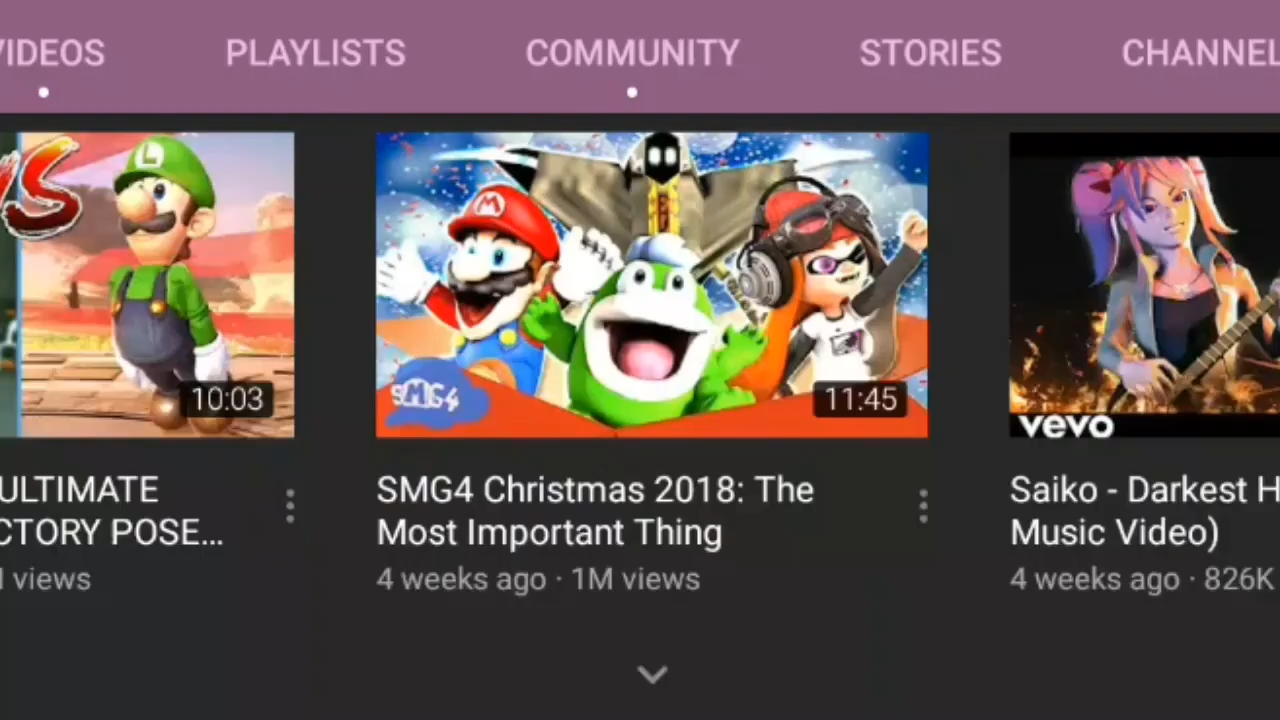 VIDEOS PLAYLISTS COMMUNITY STORIES CHANNEL
VS
L
M
SMG4
10:03
11:45
vevo
ULTIMATE
CTORY POSE...
views
SMG4 Christmas 2018: The
Most Important Thing
4 weeks ago · 1M views
Saiko - Darkest H
Music Video)
4 weeks ago · 826K